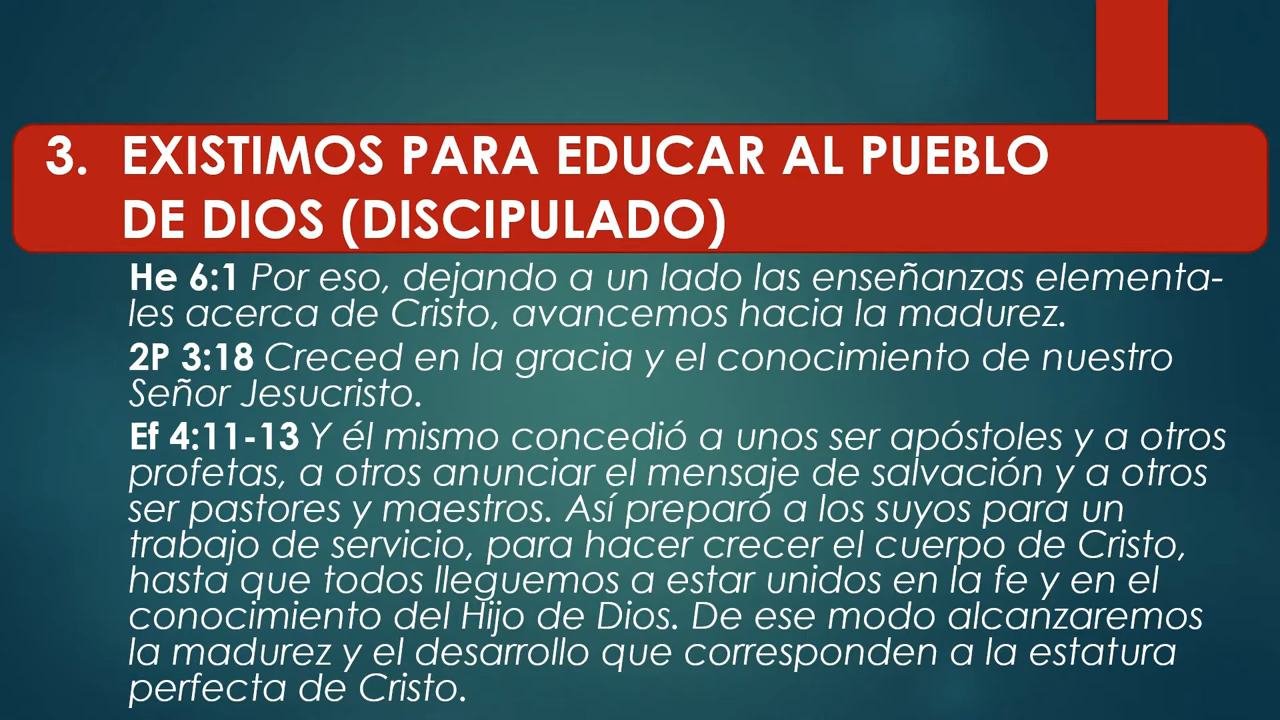 3. EXISTIMOS PARA EDUCAR AL PUEBLO
DE DIOS (DISCIPULADO)
He 6:1 Por eso, dejando a un lado las enseñanzas elementa-
les acerca de Cristo, avancemos hacia la madurez.
2P 3:18 Creced en la gracia y el conocimiento de nuestro
Señor Jesucristo.
Ef 4:11-13 Y él mismo concedió a unos ser apóstoles y a otros
profetas, a otros anunciar el mensaje de salvación y a otros
ser pastores y maestros. Así preparó a los suyos para un
trabajo de servicio, para hacer crecer el cuerpo de Cristo,
hasta que todos lleguemos a estar unidos en la fe y en el
conocimiento del Hijo de Dios. De ese modo alcanzaremos
la madurez y el desarrollo que corresponden a la estatura
perfecta de Cristo.